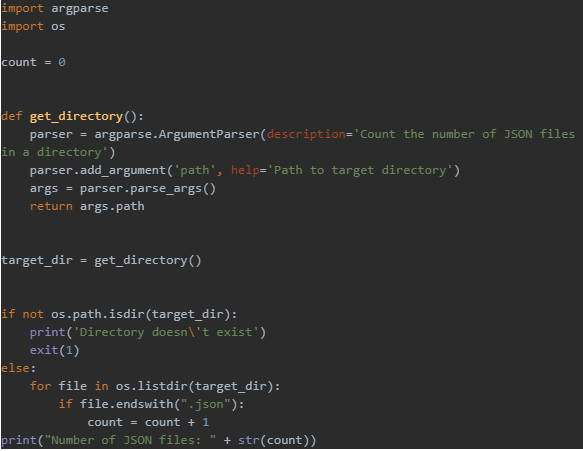 import argparse
import os

count = 0


def get_directory():
    parser = argparse.ArgumentParser(description='Count the number of JSON files
in a directory')
    parser.add_argument('path', help='Path to target directory')
    args = parser.parse_args()
    return args.path


target_dir = get_directory()


if not os.path.isdir(target_dir):
    print('Directory doesn\'t exist')
    exit(1)
else:
    for file in os.listdir(target_dir):
        if file.endswith(".json"):
            count = count + 1
print("Number of JSON files: " + str(count))